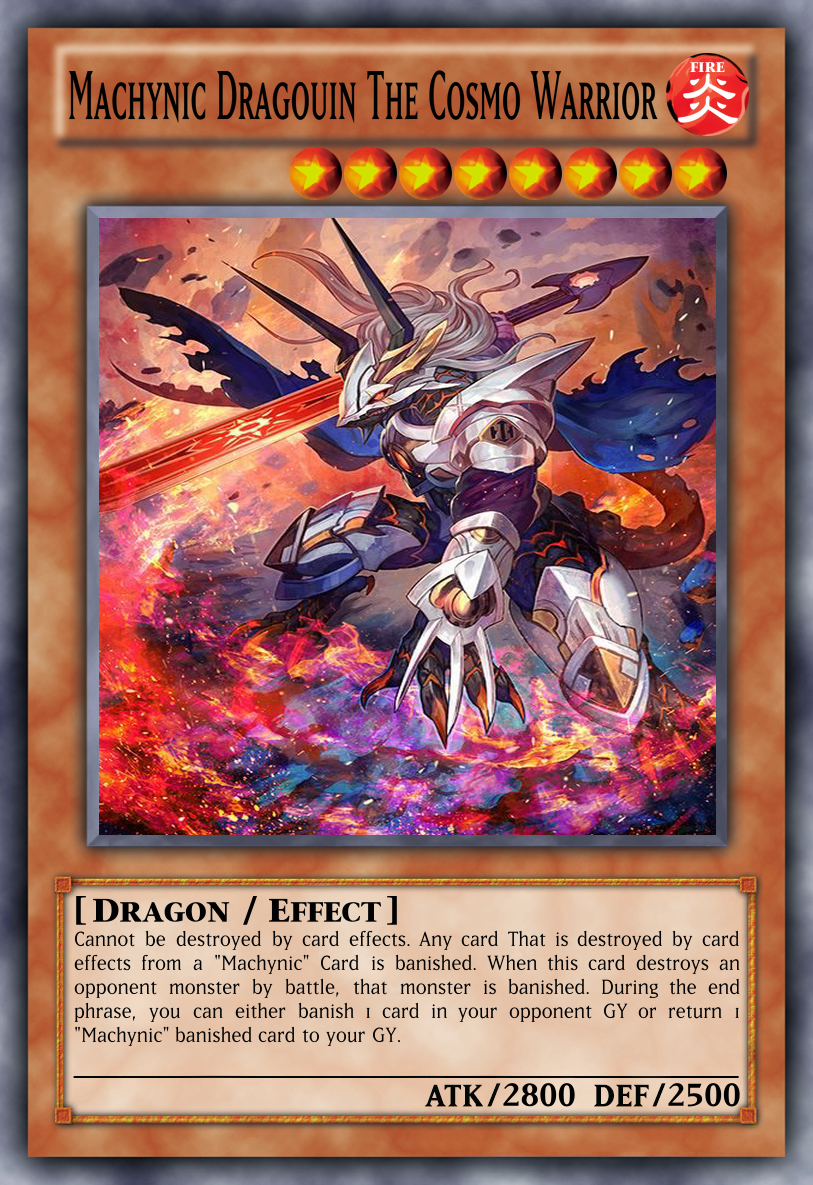 Machynic Dragouin The Cosmo Warrior
FIRE
炎
[ Dragon / Effect ]
Cannot be destroyed by card effects. Any card That is destroyed by card
effects from a "Machynic" Card is banished. When this card destroys an
opponent monster by battle, that monster is banished. During the end
phrase, you can either banish 1 card in your opponent GY or return 1
"Machynic" banished card to your GY.
ATK/2800 DEF/2500